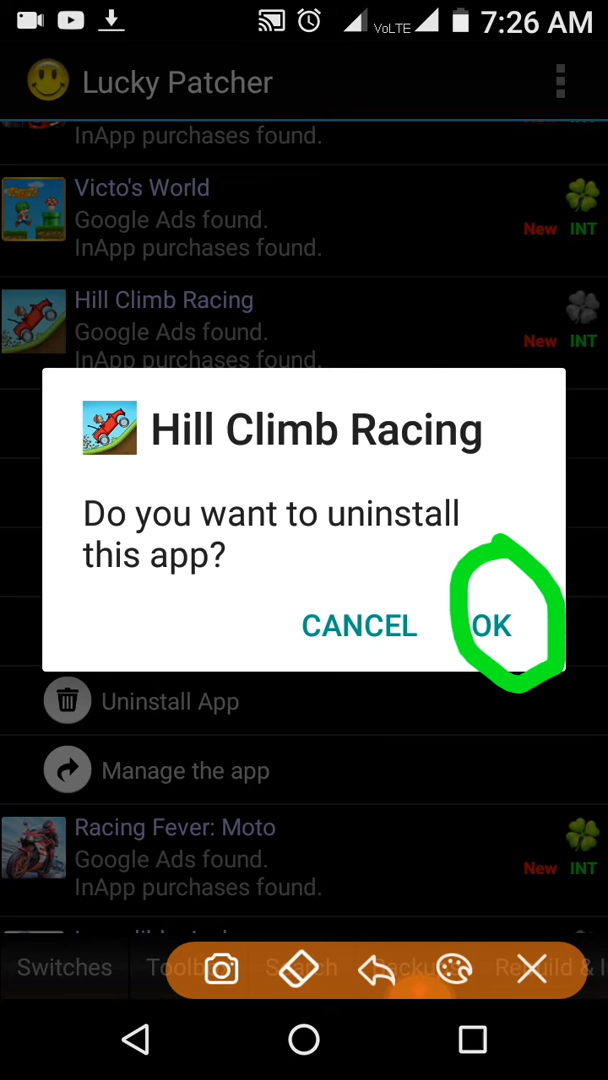 VoLTE 7:26 AM
Lucky Patcher
InApp purchases found.
Victo's World
Google Ads found.
InApp purchases found.
New INT
Hill Climb Racing
Google Ads found.
InApp purchases found.
New INT
Hill Climb Racing
Do you want to uninstall
this app?
CANCEL OK
Uninstall App
Manage the app
Racing Fever: Moto
Google Ads found.
InApp purchases found.
New INT
Switches